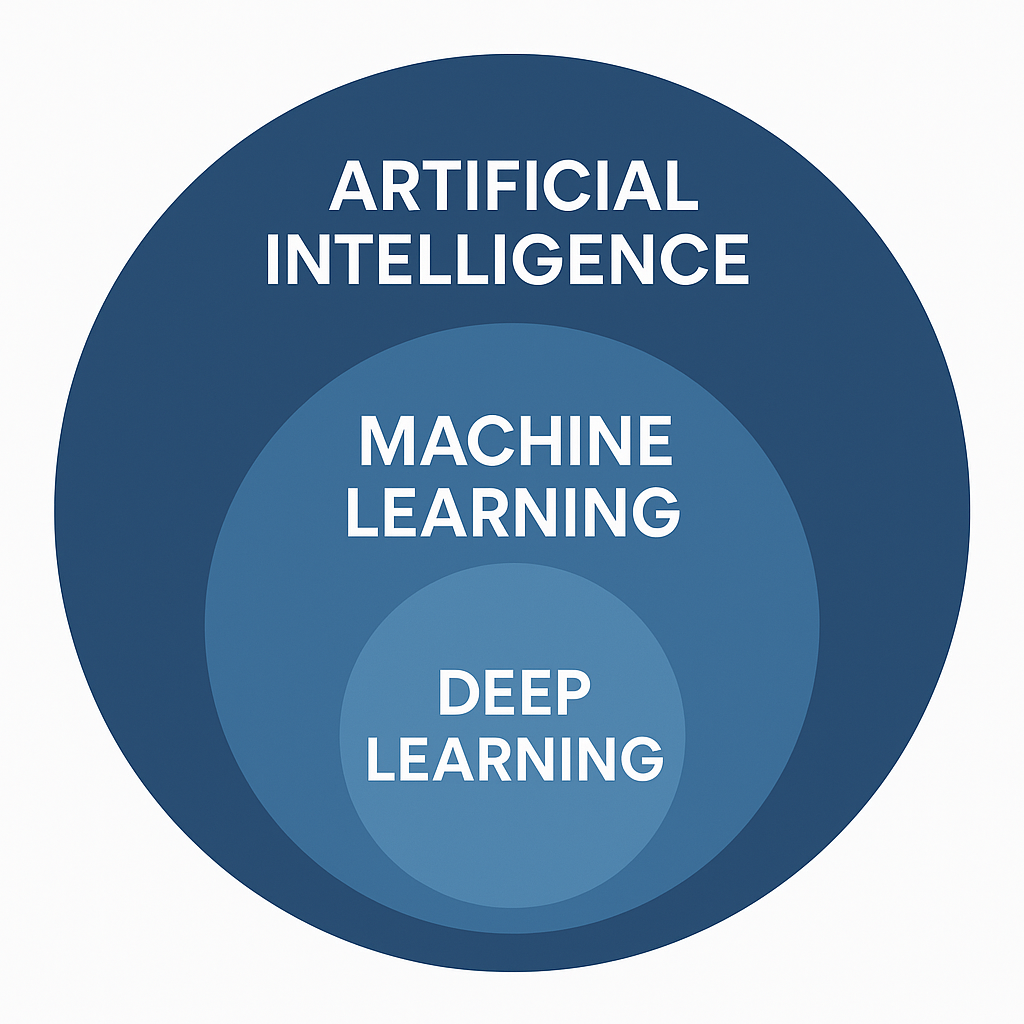 ARTIFICIAL
INTELLIGENCE
MACHINE
LEARNING
DEEP
LEARNING